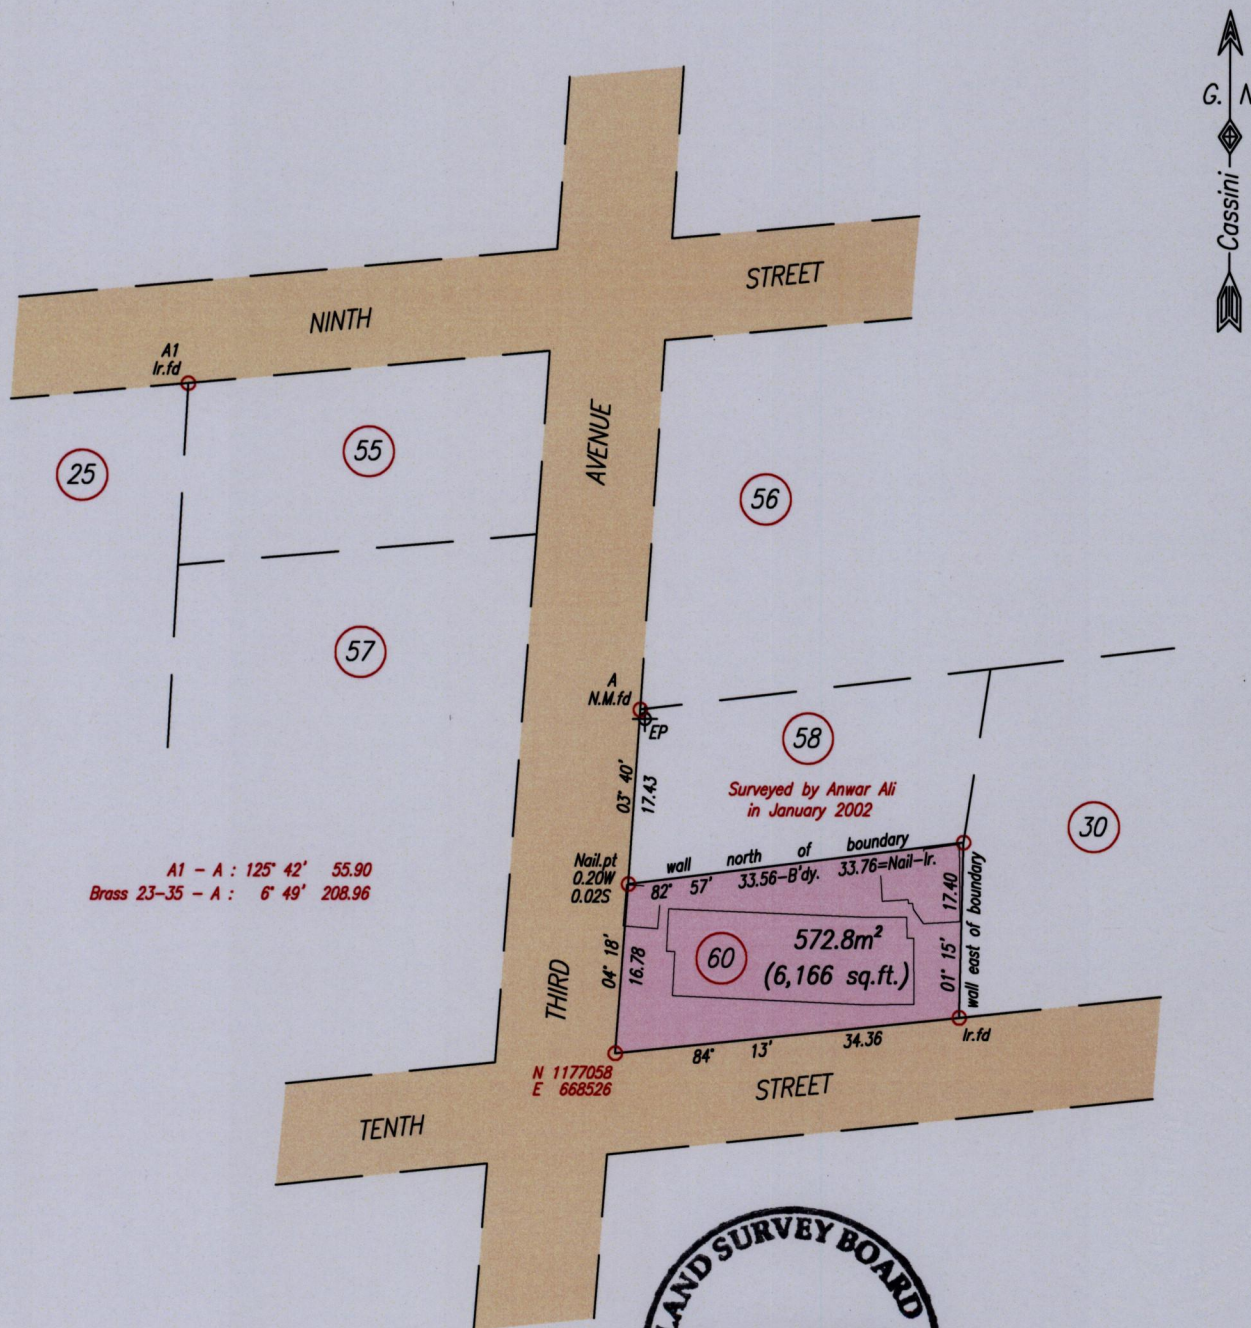 G. N
Cassini
STREET
NINTH
A1
Ir.fd
AVENUE
55
25
56
57
A
N.M.fd
EP
58
03° 40'
17.43
Surveyed by Anwar Ali
in January 2002
30
A1 - A : 125° 42' 55.90
Brass 23-35 - A : 6° 49' 208.96
Nail.pt
0.20W
0.02S
wall north of boundary
82° 57' 33.56-B'dy. 33.76=Nail-Ir.
17.40
01° 15'
wall east of boundary
04° 18'
16.78
60
572.8m²
(6,166 sq.ft.)
THIRD
Ir.fd
84° 13' 34.36
N 1177058
E 668526
STREET
TENTH
LAND SURVEY BOARD